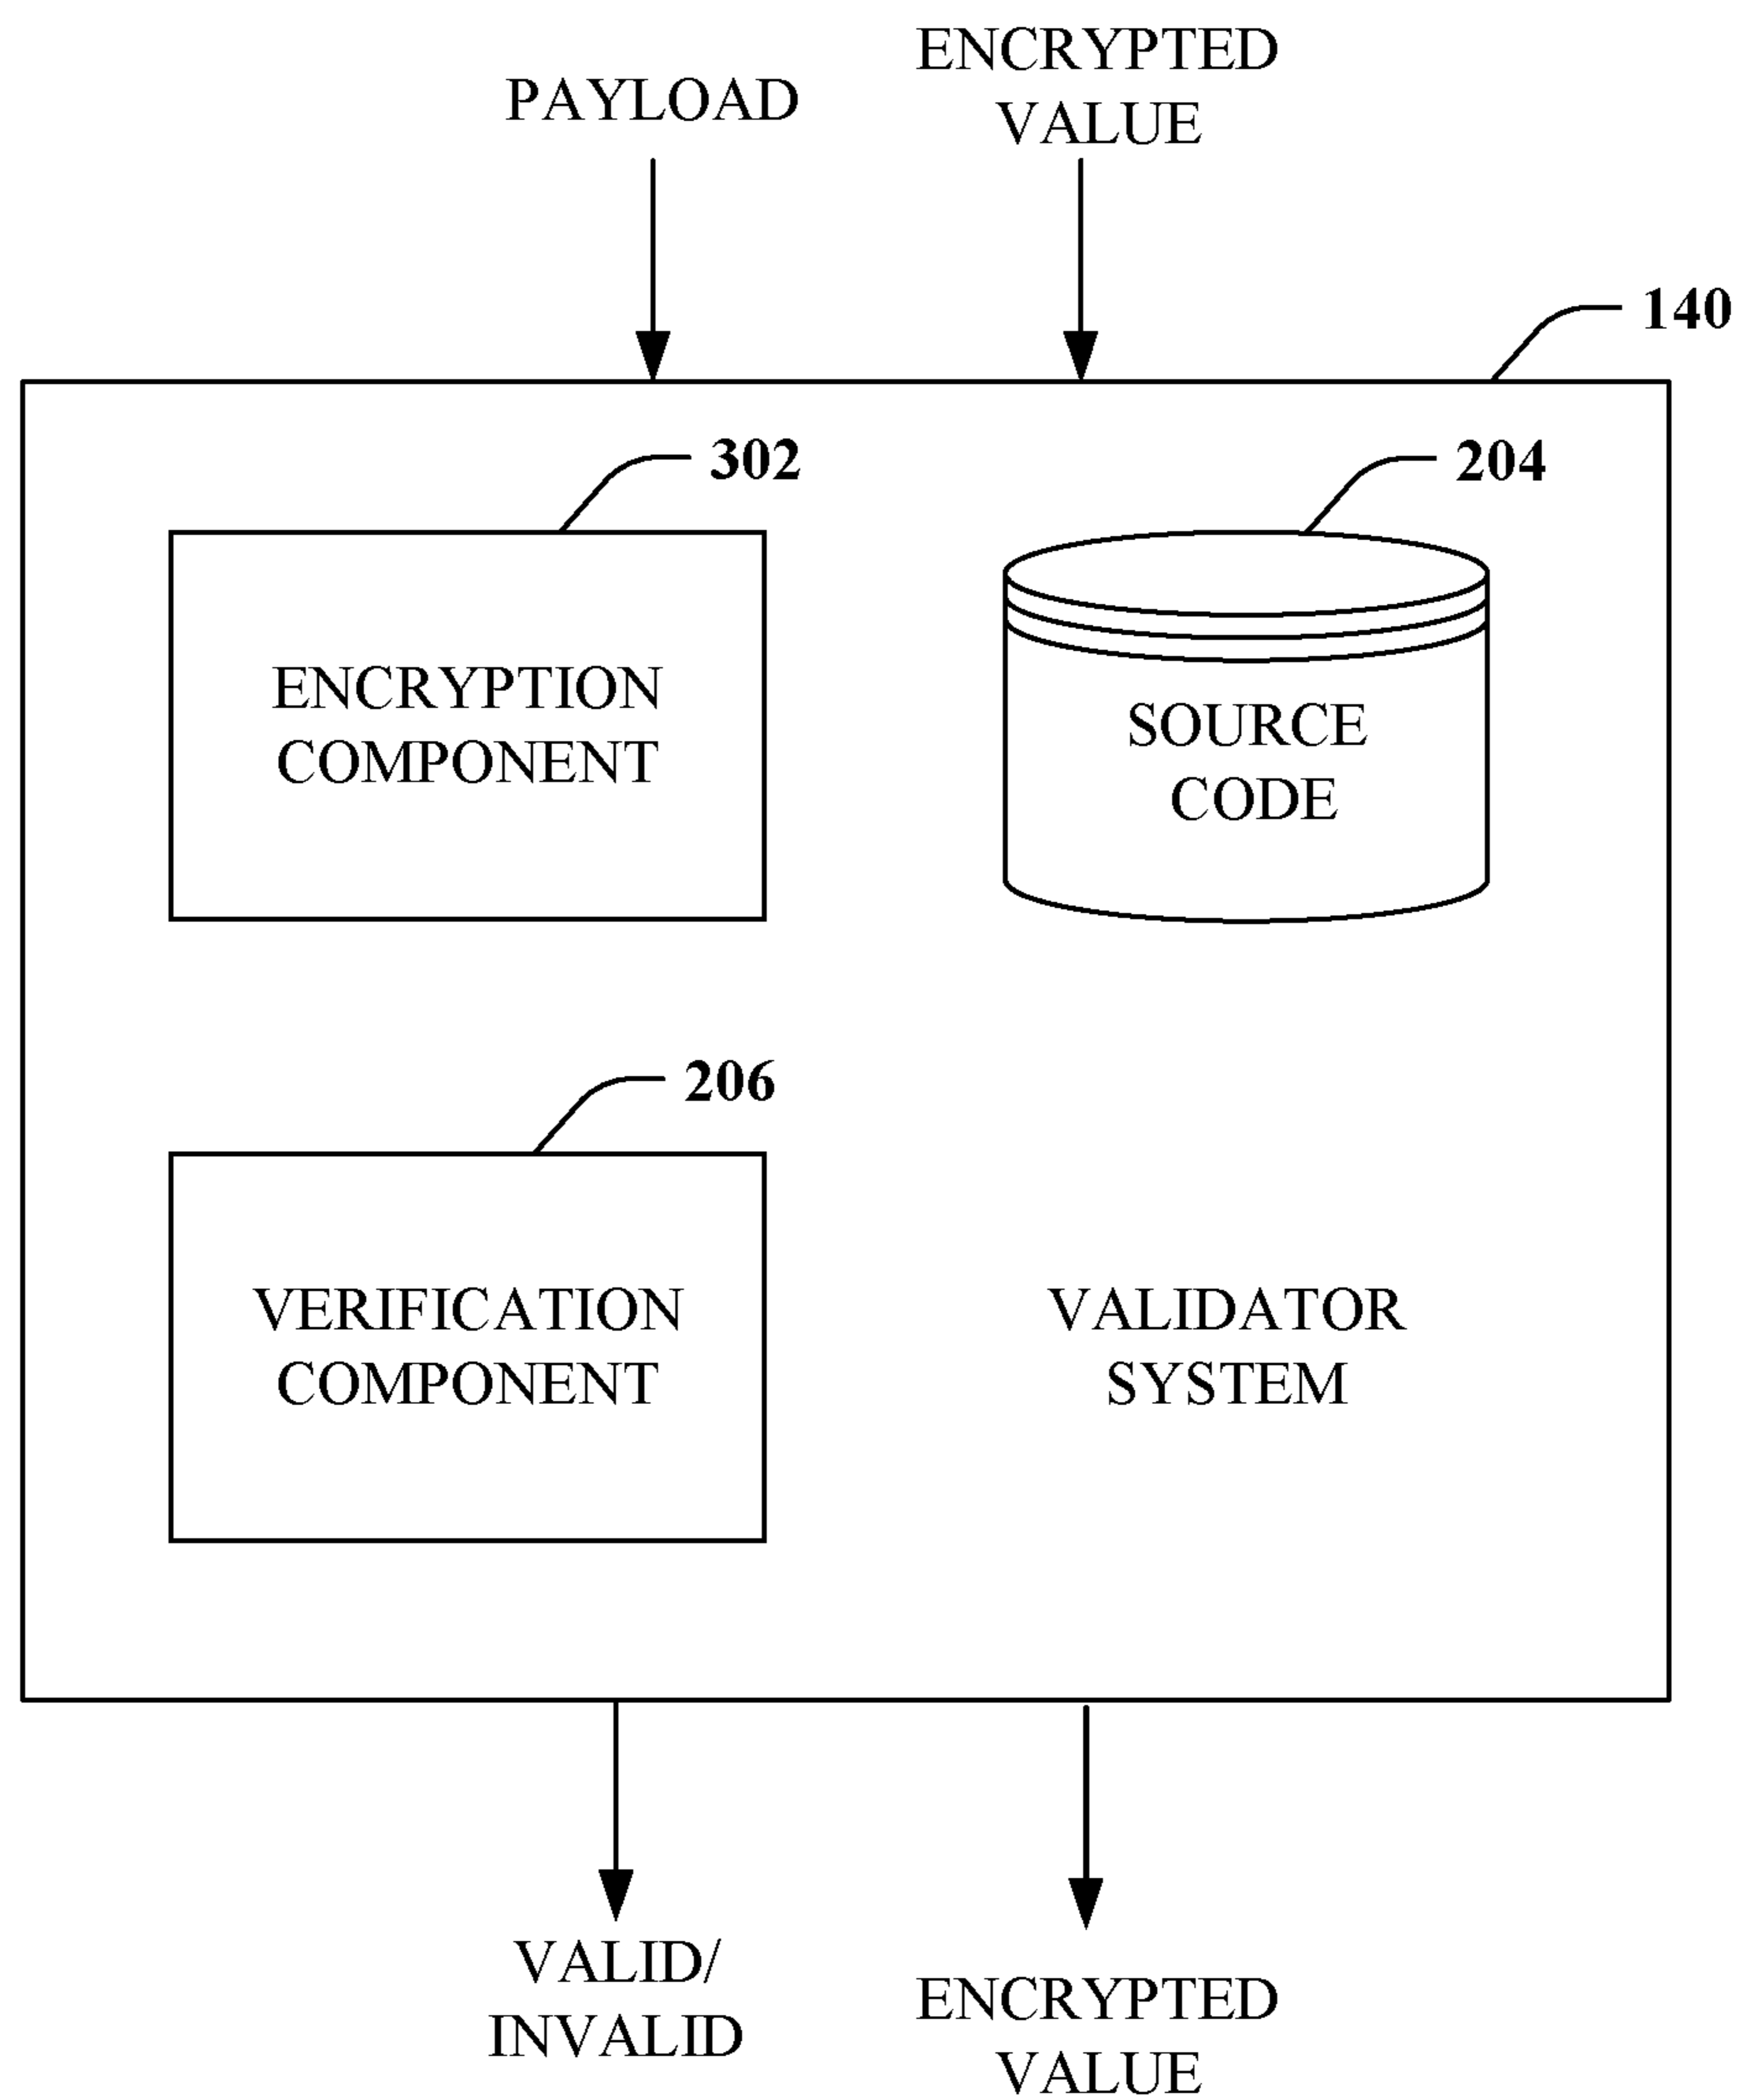 PAYLOAD
ENCRYPTED
VALUE
140
302
204
ENCRYPTION
COMPONENT
SOURCE
CODE
206
VERIFICATION
COMPONENT
VALIDATOR
SYSTEM
VALID/
INVALID
ENCRYPTED
VALUE